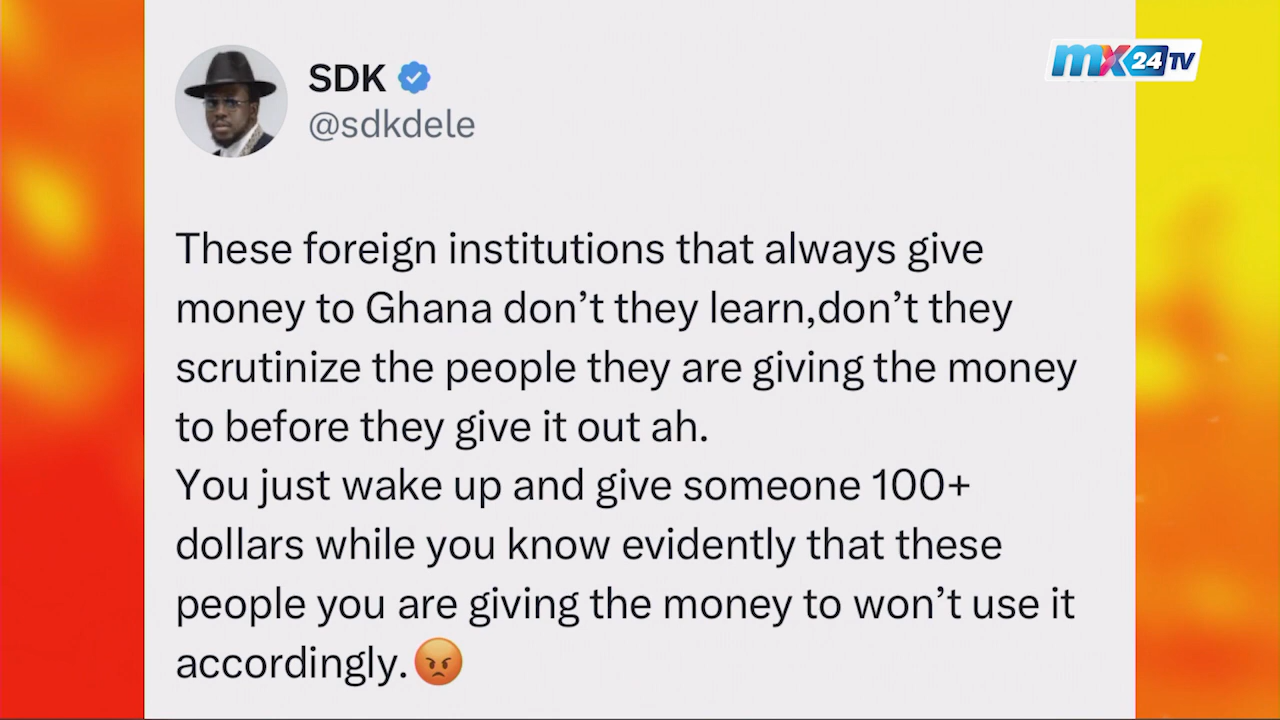 mx 24 TV
SDK
@sdkdele
These foreign institutions that always give
money to Ghana don’t they learn,don’t they
scrutinize the people they are giving the money
to before they give it out ah.
You just wake up and give someone 100+
dollars while you know evidently that these
people you are giving the money to won’t use it
accordingly.😡